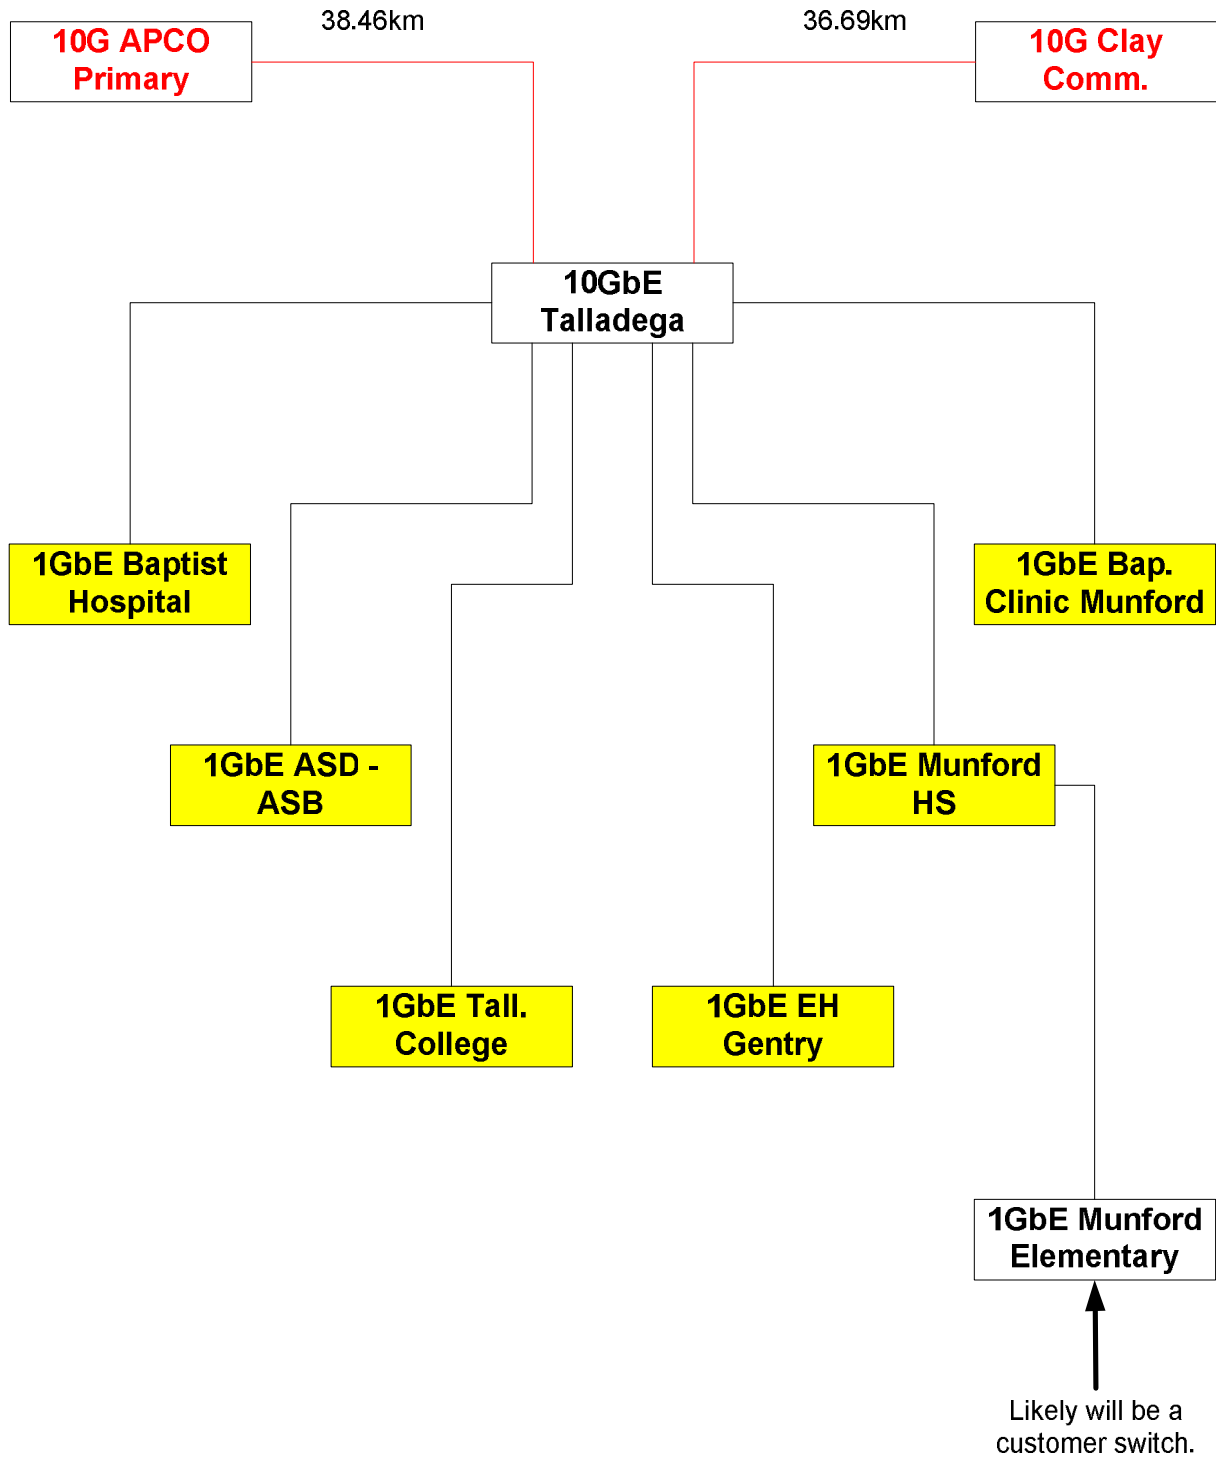 38.46km
36.69km
10G APCO
Primary
10G Clay
Comm.
10GbE
Talladega
1GbE Baptist
Hospital
1GbE Bap.
Clinic Munford
1GbE ASD -
ASB
1GbE Munford
HS
1GbE Tall.
College
1GbE EH
Gentry
1GbE Munford
Elementary
Likely will be a
customer switch.